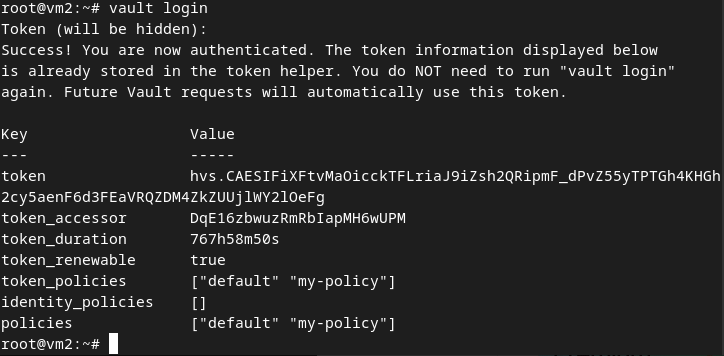 root@vm2:~# vault login
Token (will be hidden):
Success! You are now authenticated. The token information displayed below
is already stored in the token helper. You do NOT need to run "vault login"
again. Future Vault requests will automatically use this token.
Key Value
--- -----
token hvs.CAESIFiXFtvMaOicckTFLriaJ9iZsh2QRipmF_dPvZ55yTPTGh4KHGh
2cy5aenF6d3FEaVRQZDM4ZkZUUjlWY2lOeFg
token_accessor DqE16zbwuzRmRbIapMH6wUPM
token_duration 767h58m50s
token_renewable true
token_policies ["default" "my-policy"]
identity_policies []
policies ["default" "my-policy"]
root@vm2:~#